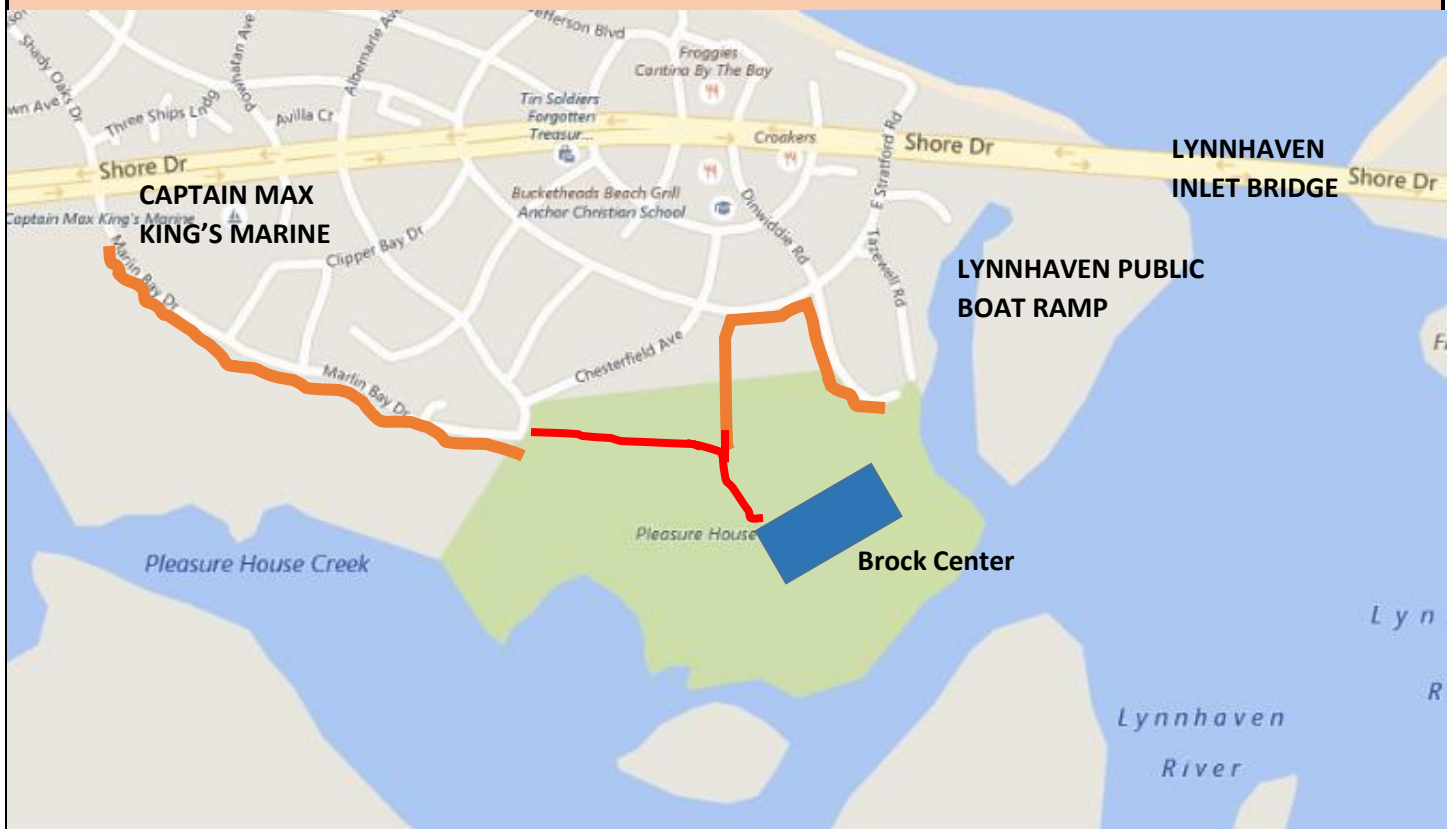 Jefferson Blvd
Shady Oaks Dr
Powhatan Ave
Albemarle Ave
Froggies
Cantina By The Bay
Three Ships Lndg
Avilla Cr
Tin Soldiers
Forgotten
Treasur...
Croakers
E Stratford Rd
Shore Dr
Shore Dr
LYNNHAVEN
INLET BRIDGE
Shore Dr
CAPTAIN MAX
KING'S MARINE
Captain Max King's Marine
Bucketheads Beach Grill
Anchor Christian School
Dinwiddie Rd
Tazewell Rd
Clipper Bay Dr
Marlin Bay Dr
LYNNHAVEN PUBLIC
BOAT RAMP
Chesterfield Ave
Marlin Bay Dr
Pleasure House
Brock Center
Pleasure House Creek
Lyn
R
Lynnhaven
River